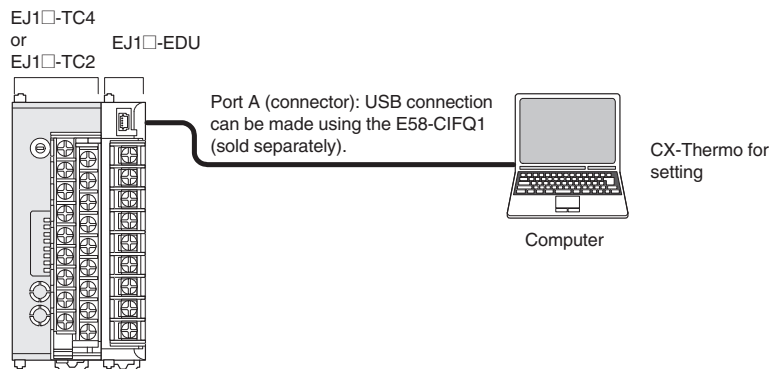 EJ1□-TC4
or
EJ1□-TC2
EJ1□-EDU
Port A (connector): USB connection
can be made using the E58-CIFQ1
(sold separately).
CX-Thermo for
setting
Computer